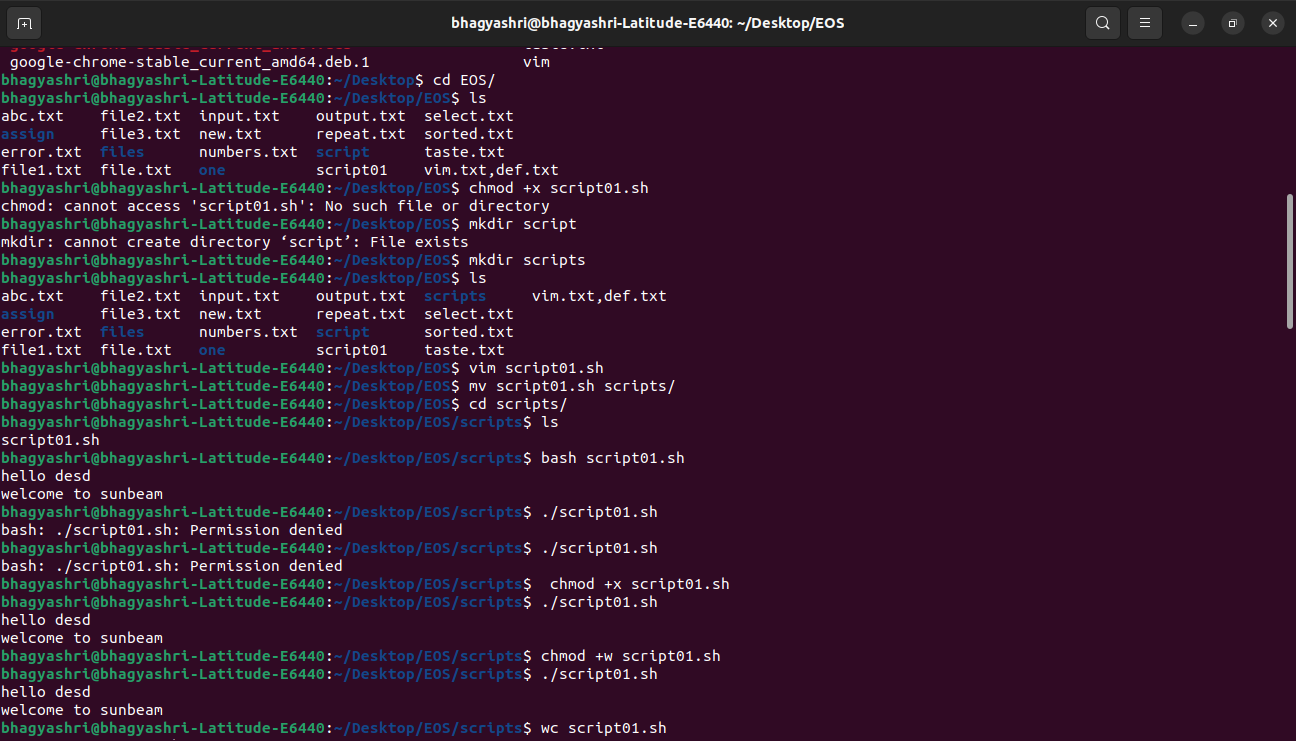 bhagyashri@bhagyashri-Latitude-E6440: ~/Desktop/EOS
google-chrome-stable_current_amd64.deb.1 vim
bhagyashri@bhagyashri-Latitude-E6440:~/Desktop$ cd EOS/
bhagyashri@bhagyashri-Latitude-E6440:~/Desktop/EOS$ ls
abc.txt file2.txt input.txt output.txt select.txt
assign file3.txt new.txt repeat.txt sorted.txt
error.txt files numbers.txt script taste.txt
file1.txt file.txt one script01 vim.txt,def.txt
bhagyashri@bhagyashri-Latitude-E6440:~/Desktop/EOS$ chmod +x script01.sh
chmod: cannot access 'script01.sh': No such file or directory
bhagyashri@bhagyashri-Latitude-E6440:~/Desktop/EOS$ mkdir script
mkdir: cannot create directory ‘script’: File exists
bhagyashri@bhagyashri-Latitude-E6440:~/Desktop/EOS$ mkdir scripts
bhagyashri@bhagyashri-Latitude-E6440:~/Desktop/EOS$ ls
abc.txt file2.txt input.txt output.txt scripts vim.txt,def.txt
assign file3.txt new.txt repeat.txt select.txt
error.txt files numbers.txt script sorted.txt
file1.txt file.txt one script01 taste.txt
bhagyashri@bhagyashri-Latitude-E6440:~/Desktop/EOS$ vim script01.sh
bhagyashri@bhagyashri-Latitude-E6440:~/Desktop/EOS$ mv script01.sh scripts/
bhagyashri@bhagyashri-Latitude-E6440:~/Desktop/EOS$ cd scripts/
bhagyashri@bhagyashri-Latitude-E6440:~/Desktop/EOS/scripts$ ls
script01.sh
bhagyashri@bhagyashri-Latitude-E6440:~/Desktop/EOS/scripts$ bash script01.sh
hello desd
welcome to sunbeam
bhagyashri@bhagyashri-Latitude-E6440:~/Desktop/EOS/scripts$ ./script01.sh
bash: ./script01.sh: Permission denied
bhagyashri@bhagyashri-Latitude-E6440:~/Desktop/EOS/scripts$ ./script01.sh
bash: ./script01.sh: Permission denied
bhagyashri@bhagyashri-Latitude-E6440:~/Desktop/EOS/scripts$  chmod +x script01.sh
bhagyashri@bhagyashri-Latitude-E6440:~/Desktop/EOS/scripts$ ./script01.sh
hello desd
welcome to sunbeam
bhagyashri@bhagyashri-Latitude-E6440:~/Desktop/EOS/scripts$ chmod +w script01.sh
bhagyashri@bhagyashri-Latitude-E6440:~/Desktop/EOS/scripts$ ./script01.sh
hello desd
welcome to sunbeam
bhagyashri@bhagyashri-Latitude-E6440:~/Desktop/EOS/scripts$ wc script01.sh